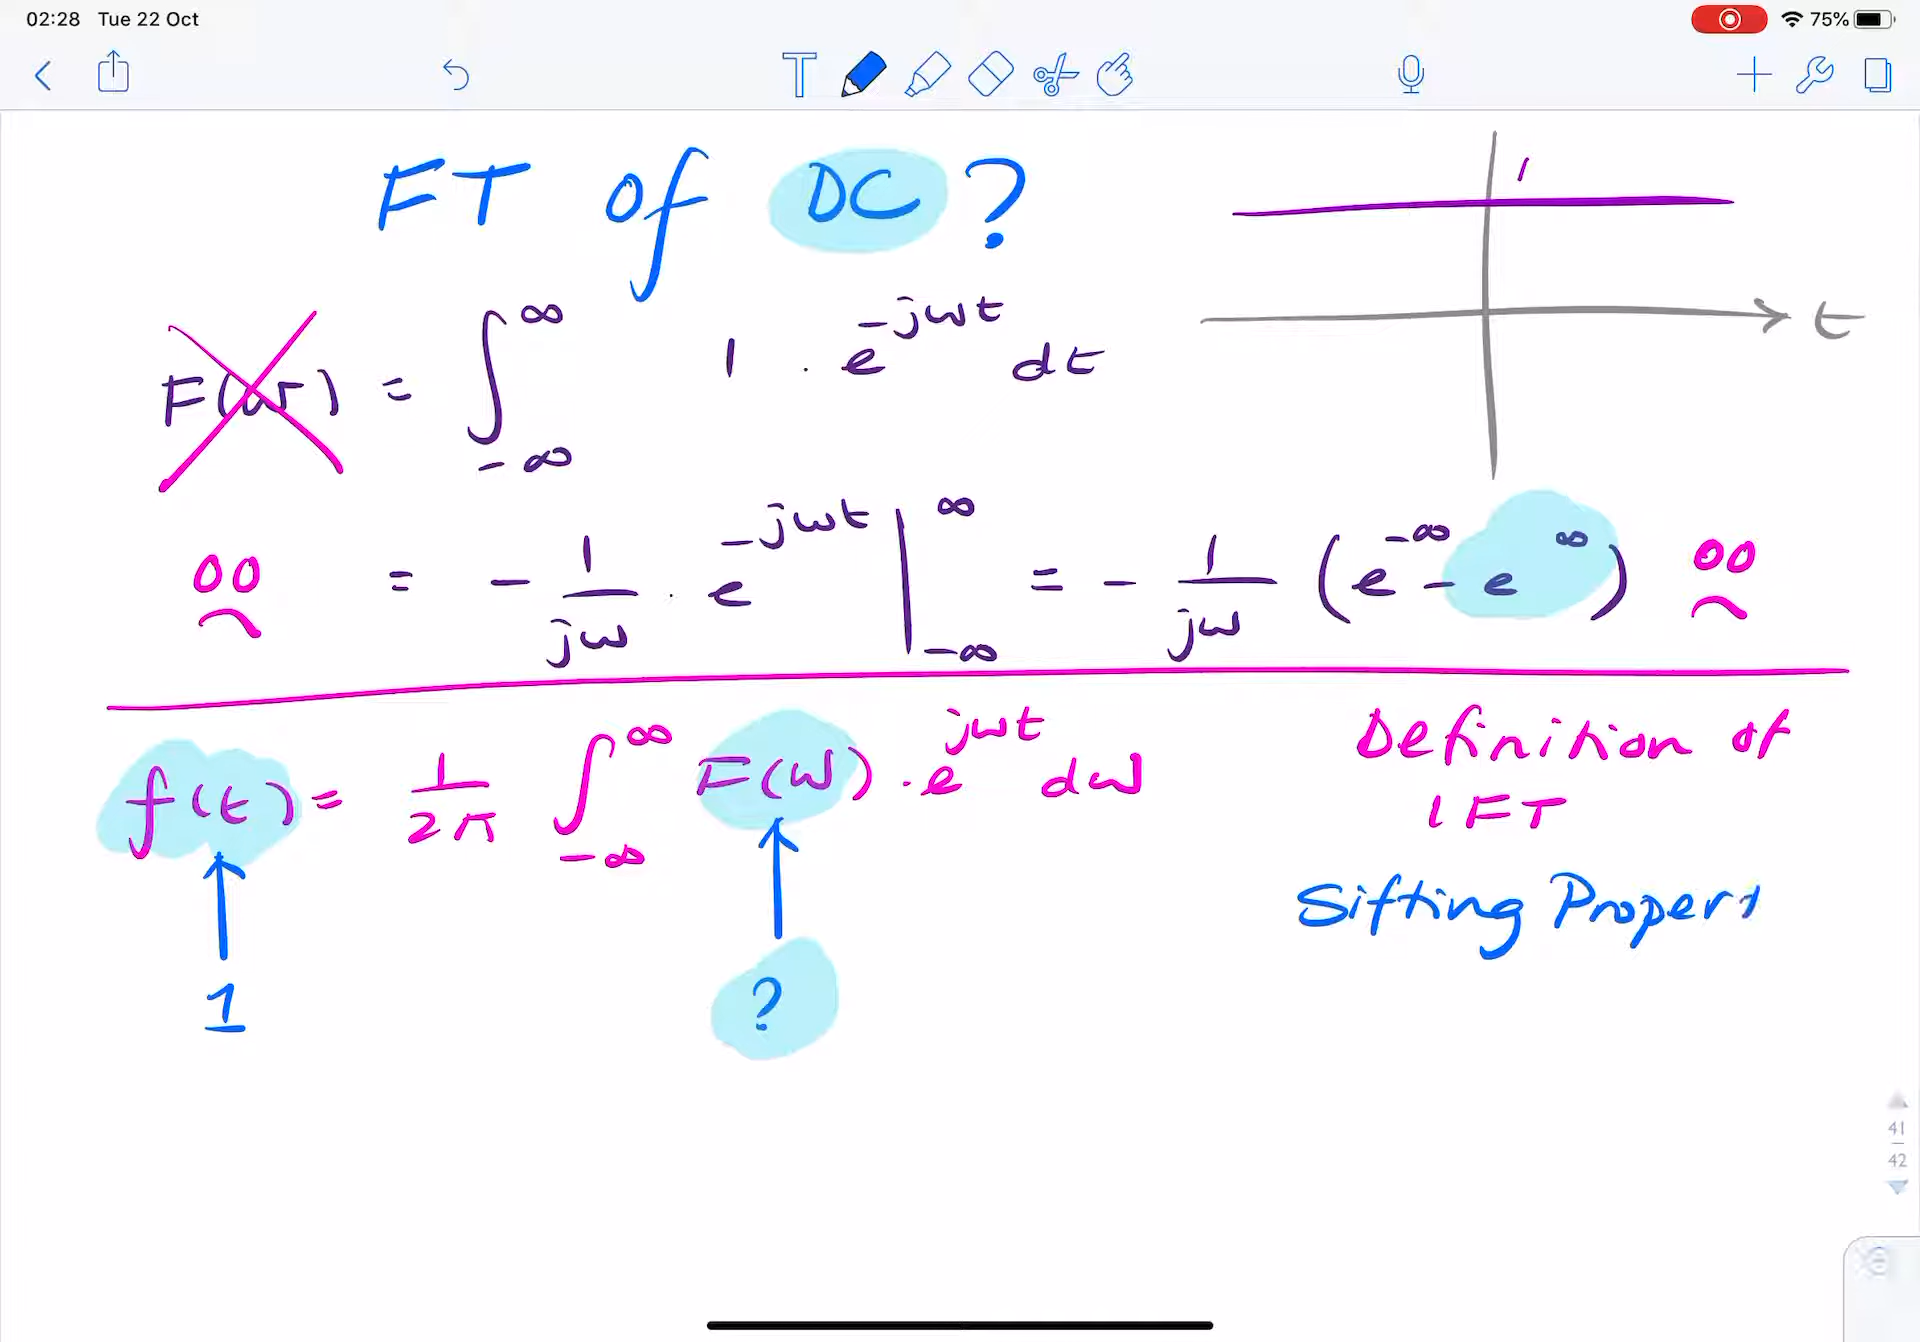 02:28 Tue 22 Oct 75%
T
FT of DC ?
1
t
F(ω) = ∫_{-∞}^{∞} 1 · e^{-jωt} dt
= - 1/jω · e^{-jωt} |_{-∞}^{∞} = - 1/jω (e^{-∞} - e^{∞})
f(t) = 1/2π ∫_{-∞}^{∞} F(ω) · e^{jωt} dω
Definition of
IFT
Sifting Propert
1
?
41
42